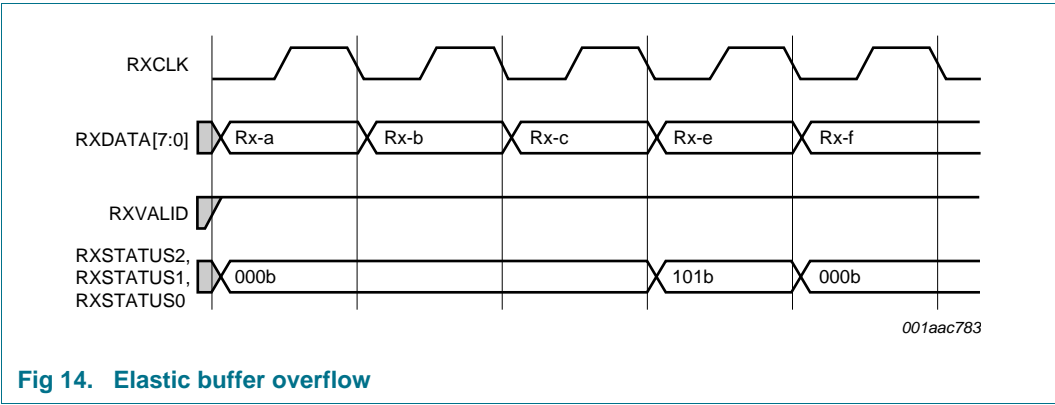 RXCLK
RXDATA[7:0] Rx-a Rx-b Rx-c Rx-e Rx-f
RXVALID
RXSTATUS2,
RXSTATUS1, 000b 101b 000b
RXSTATUS0
001aac783
Fig 14. Elastic buffer overflow